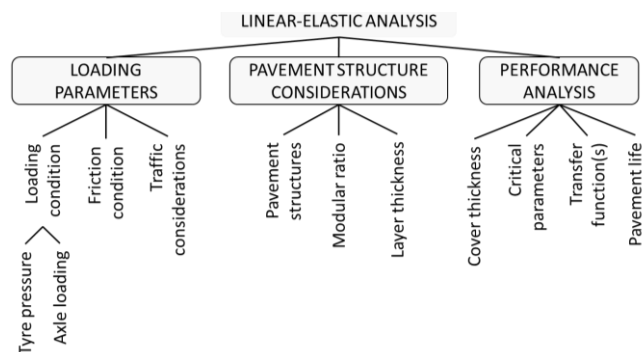 LINEAR-ELASTIC ANALYSIS
LOADING
PARAMETERS
PAVEMENT STRUCTURE
CONSIDERATIONS
PERFORMANCE
ANALYSIS
Loading
condition
Friction
condition
Traffic
considerations
Pavement
structures
Modular ratio
Layer thickness
Cover thickness
Critical
parameters
Transfer
function(s)
Pavement life
Tyre pressure
Axle loading